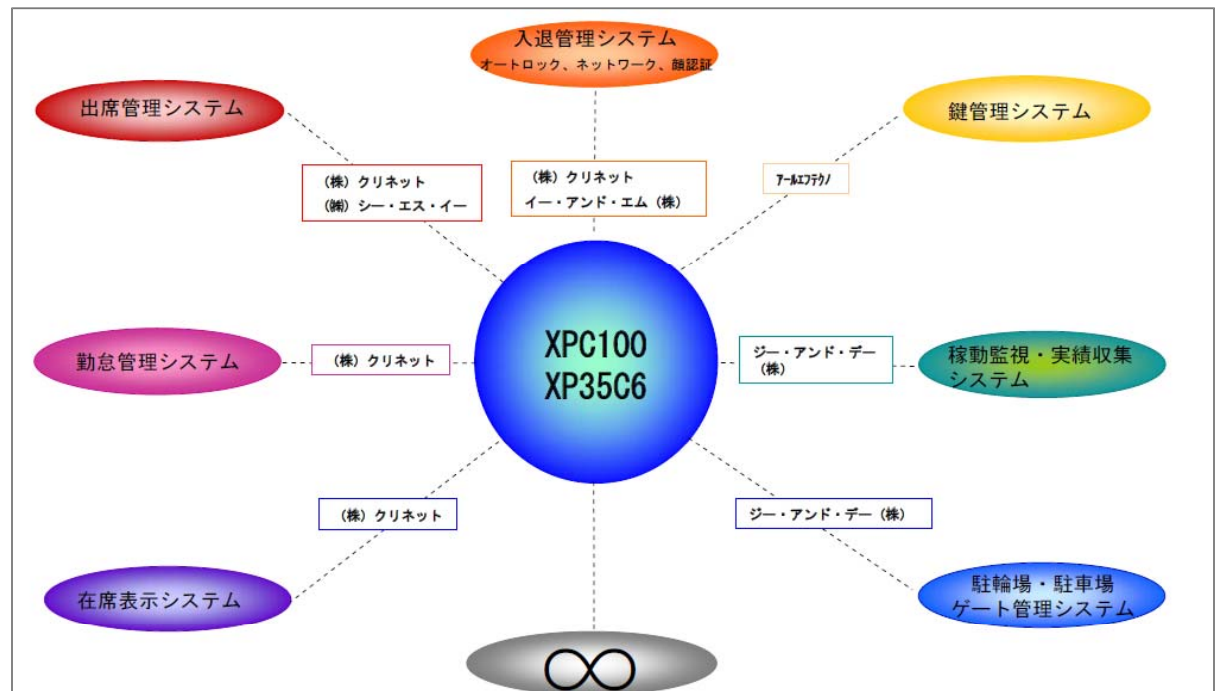 入退管理システム
オートロック、ネットワーク、顔認証
出席管理システム
鍵管理システム
(株)クリネット
(㈱)シー・エス・イー
(株)クリネット
イー・アンド・エム(株)
アールエフテクノ
XPC100
XP35C6
勤怠管理システム
(株)クリネット
ジー・アンド・デー
(株)
稼動監視・実績収集
システム
(株)クリネット
ジー・アンド・デー(株)
在席表示システム
駐輪場・駐車場
ゲート管理システム
∞